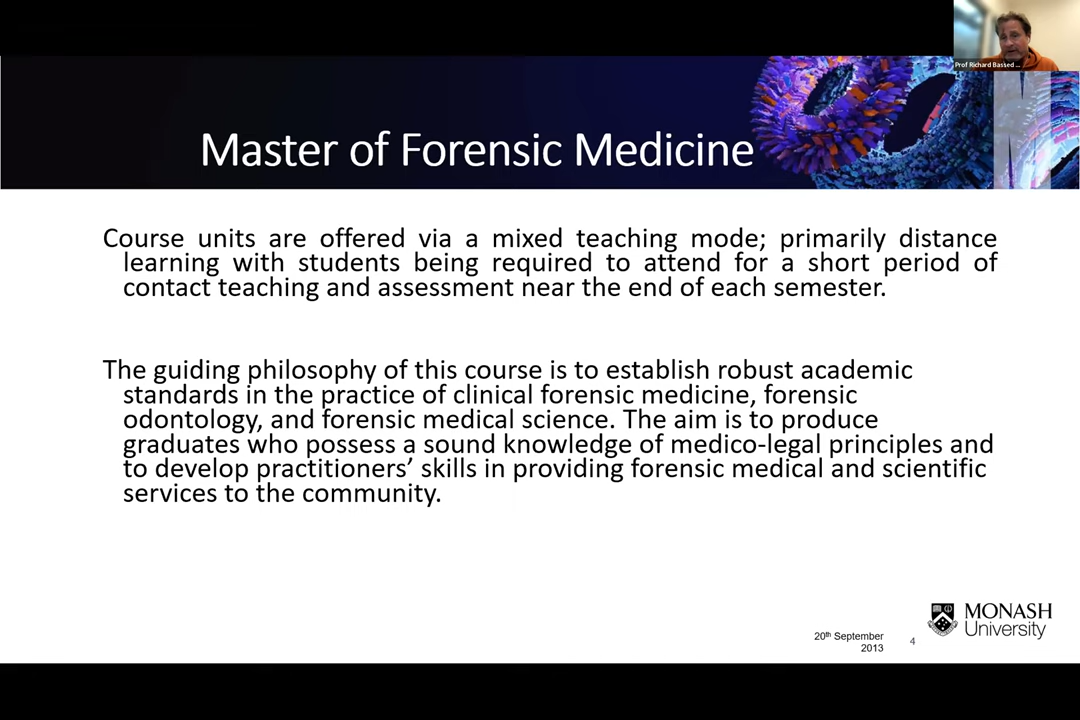 Prof Richard Bassed ...
Master of Forensic Medicine
Course units are offered via a mixed teaching mode; primarily distance
learning with students being required to attend for a short period of
contact teaching and assessment near the end of each semester.
The guiding philosophy of this course is to establish robust academic
standards in the practice of clinical forensic medicine, forensic
odontology, and forensic medical science. The aim is to produce
graduates who possess a sound knowledge of medico-legal principles and
to develop practitioners’ skills in providing forensic medical and scientific
services to the community.
20th September
2013
4
MONASH
University